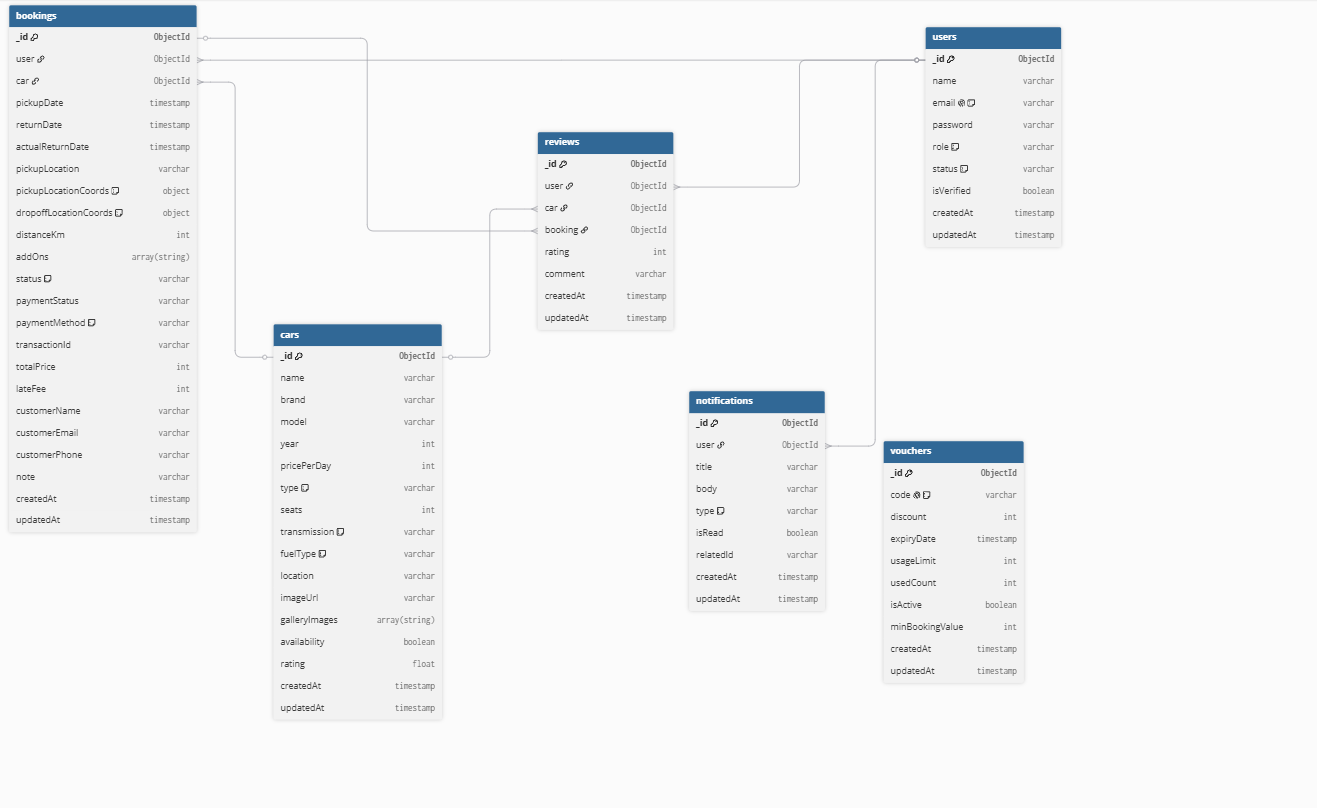 bookings
_id ObjectId
user ObjectId
car ObjectId
pickupDate timestamp
returnDate timestamp
actualReturnDate timestamp
pickupLocation varchar
pickupLocationCoords object
dropoffLocationCoords object
distanceKm int
addOns array(string)
status varchar
paymentStatus varchar
paymentMethod varchar
transactionId varchar
totalPrice int
lateFee int
customerName varchar
customerEmail varchar
customerPhone varchar
note varchar
createdAt timestamp
updatedAt timestamp
users
_id ObjectId
name varchar
email varchar
password varchar
role varchar
status varchar
isVerified boolean
createdAt timestamp
updatedAt timestamp
reviews
_id ObjectId
user ObjectId
car ObjectId
booking ObjectId
rating int
comment varchar
createdAt timestamp
updatedAt timestamp
cars
_id ObjectId
name varchar
brand varchar
model varchar
year int
pricePerDay int
type varchar
seats int
transmission varchar
fuelType varchar
location varchar
imageUrl varchar
galleryImages array(string)
availability boolean
rating float
createdAt timestamp
updatedAt timestamp
notifications
_id ObjectId
user ObjectId
title varchar
body varchar
type varchar
isRead boolean
relatedId varchar
createdAt timestamp
updatedAt timestamp
vouchers
_id ObjectId
code varchar
discount int
expiryDate timestamp
usageLimit int
usedCount int
isActive boolean
minBookingValue int
createdAt timestamp
updatedAt timestamp